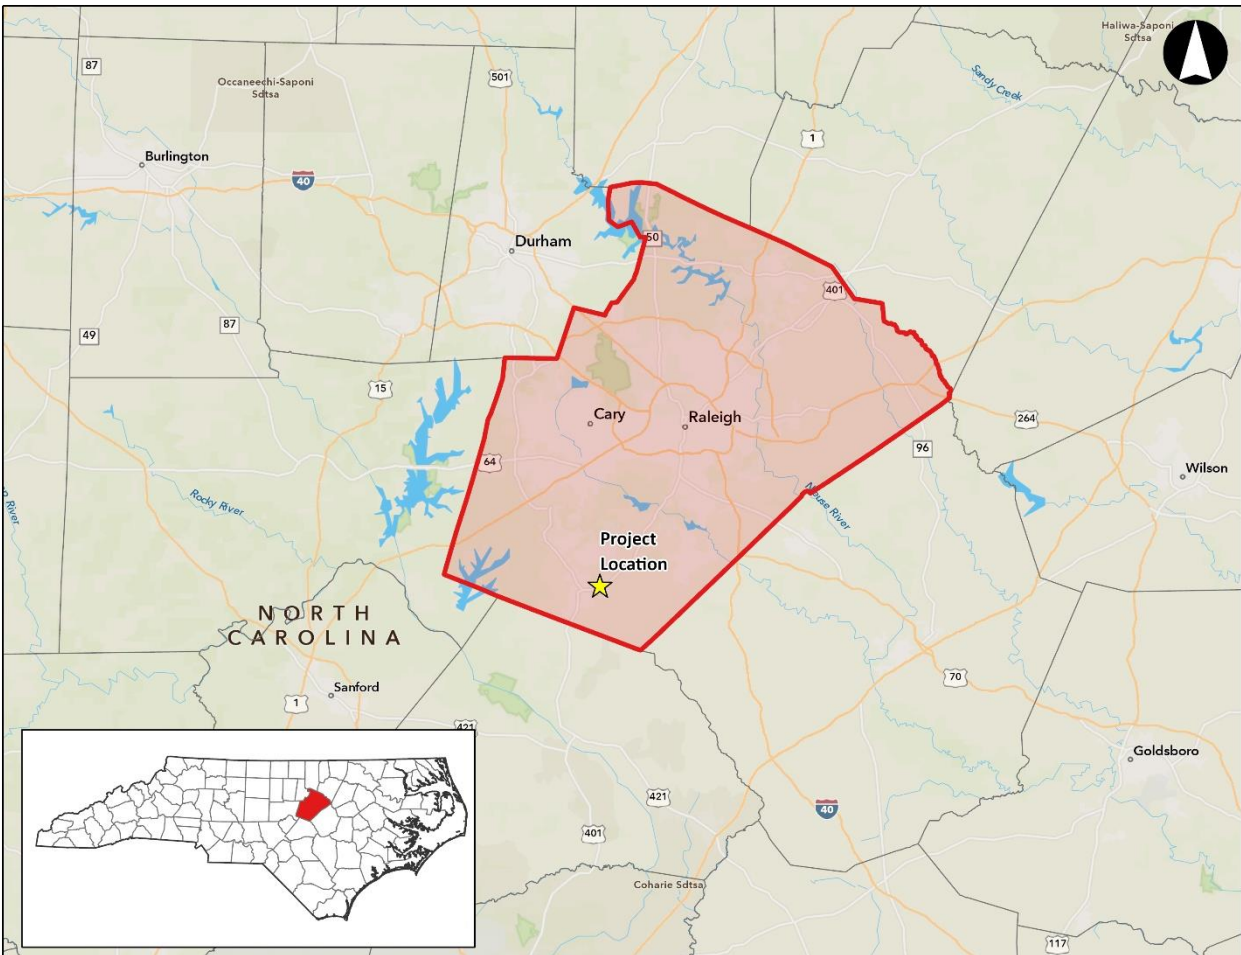 Haliwa-Saponi
Sdtsa
87
Occaneechi-Saponi
Sdtsa
501
Sandy Creek
1
Burlington
40
Durham
50
401
49
87
15
Cary
Raleigh
264
96
64
Wilson
Rocky River
River
Neuse River
Project
Location
NORTH
CAROLINA
Sanford
1
70
421
Goldsboro
421
40
401
Coharie Sdtsa
117